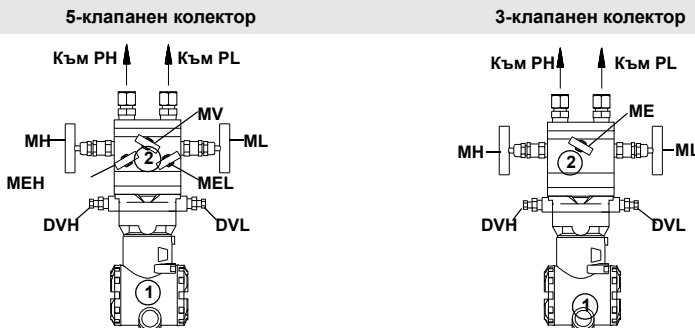 5-клапанен колектор
3-клапанен колектор
Към PH Към PL
Към PH Към PL
MV
ME
MH ML
MH ML
2
2
MEH MEL
DVH DVL
DVH DVL
1
1